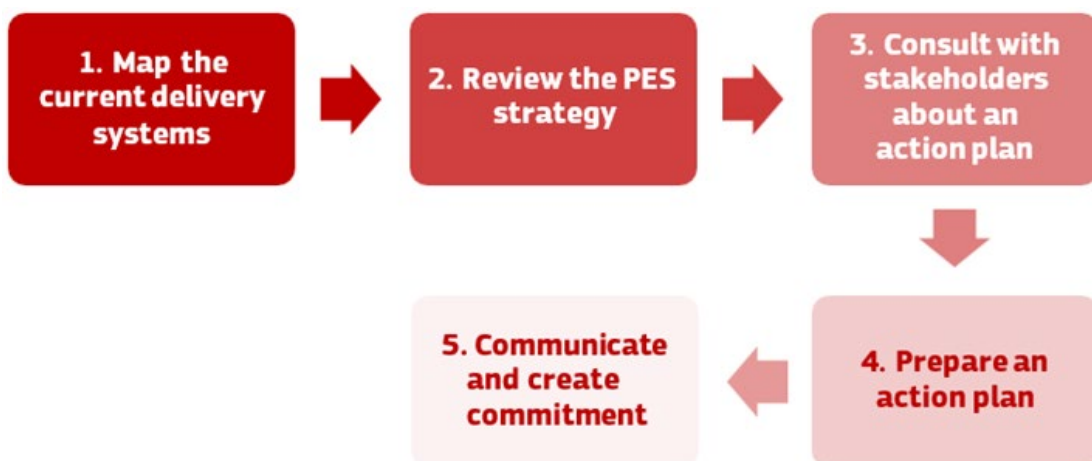 1. Map the
current delivery
systems
2. Review the PES
strategy
3. Consult with
stakeholders
about an
action plan
4. Prepare an
action plan
5. Communicate
and create
commitment